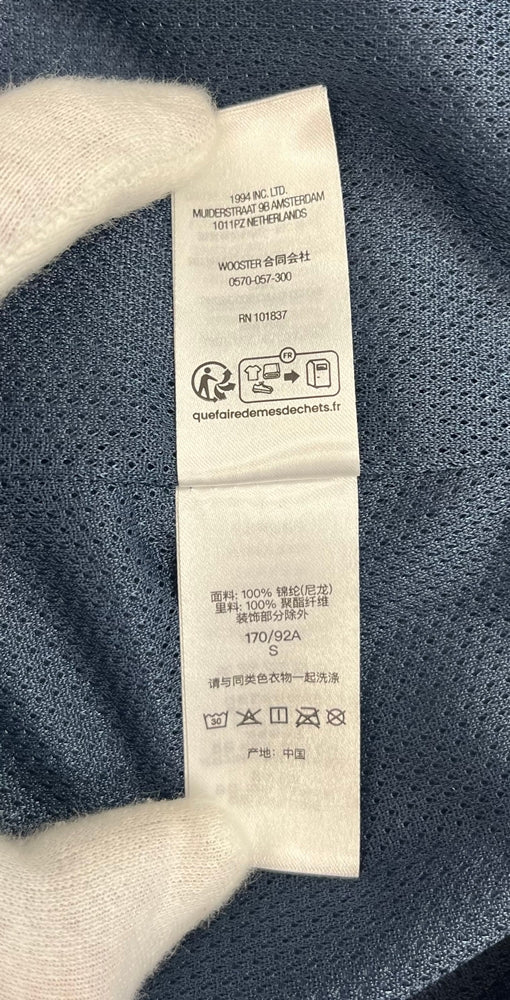 1994 INC. LTD.
MUIDERSTRAAT 9B AMSTERDAM
1011PZ NETHERLANDS
WOOSTER 合同会社
0570-057-300
RN 101837
FR
quefairedemesdechets.fr
面料: 100% 锦纶(尼龙)
里料: 100% 聚酯纤维
装饰部分除外
170/92A
S
请与同类色衣物一起洗涤
30
产地: 中国